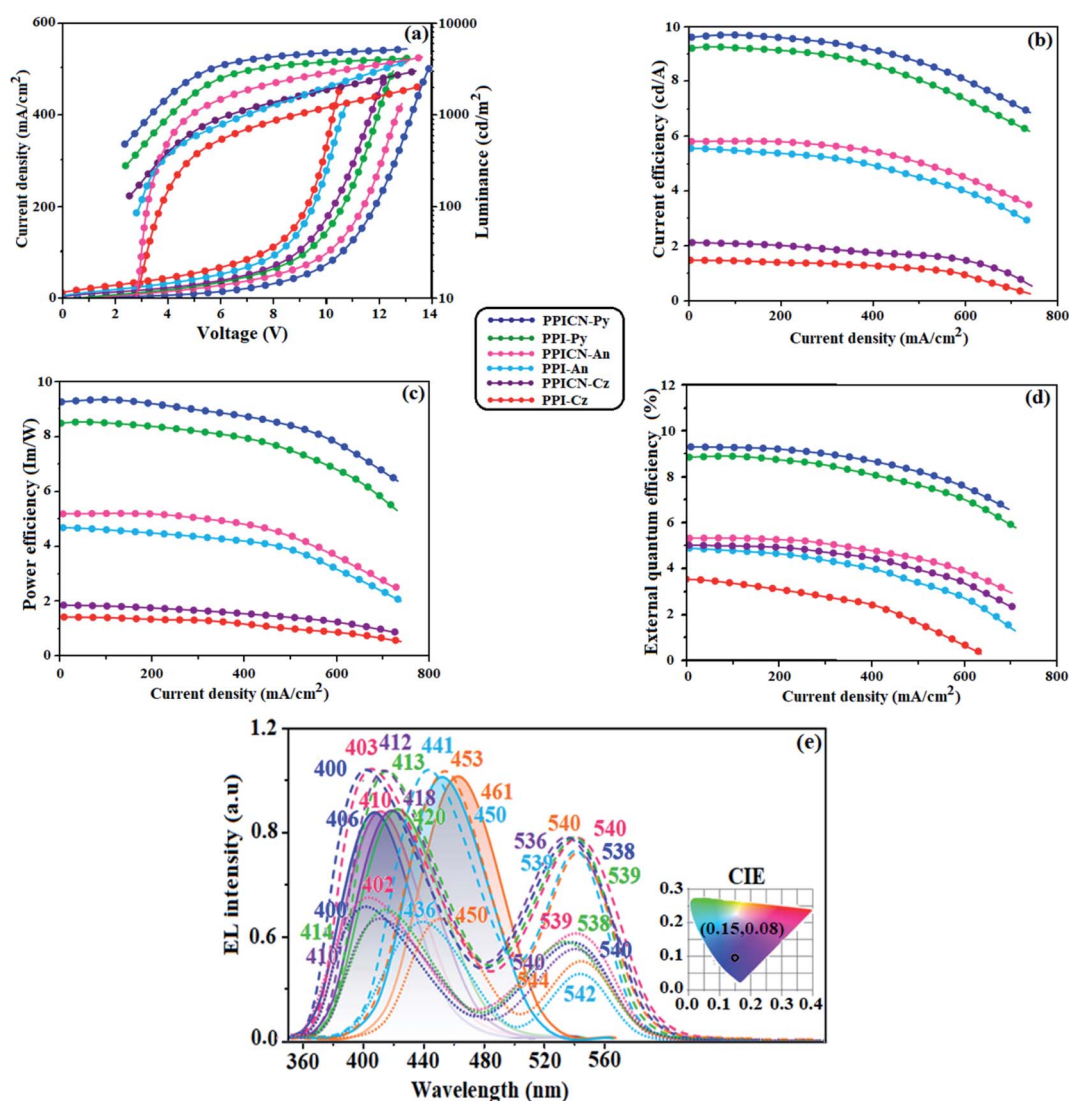 (a)
600
500
400
300
200
100
0
Current density (mA/cm²)
10000
1000
100
10
Luminance (cd/m²)
0 2 4 6 8 10 12 14
Voltage (V)
(b)
10
8
6
4
2
0
Current efficiency (cd/A)
0 200 400 600 800
Current density (mA/cm²)
PPICN-Py
PPI-Py
PPICN-An
PPI-An
PPICN-Cz
PPI-Cz
(c)
10
8
6
4
2
0
Power efficiency (Im/W)
0 200 400 600 800
Current density (mA/cm²)
(d)
12
10
8
6
4
2
0
External quantum efficiency (%)
0 200 400 600 800
Current density (mA/cm²)
(e)
1.2
0.8
0.6
0.0
EL intensity (a.u)
403 412 441 453
400 413
410 418 461
406 420 450
402
400 436 450
414
410
536 540 540
539 538
539
539 538
540 540
544
542
360 400 440 480 520 560
Wavelength (nm)
CIE
0.3
0.2
0.1
0.0
(0.15,0.08)
0.0 0.1 0.2 0.3 0.4